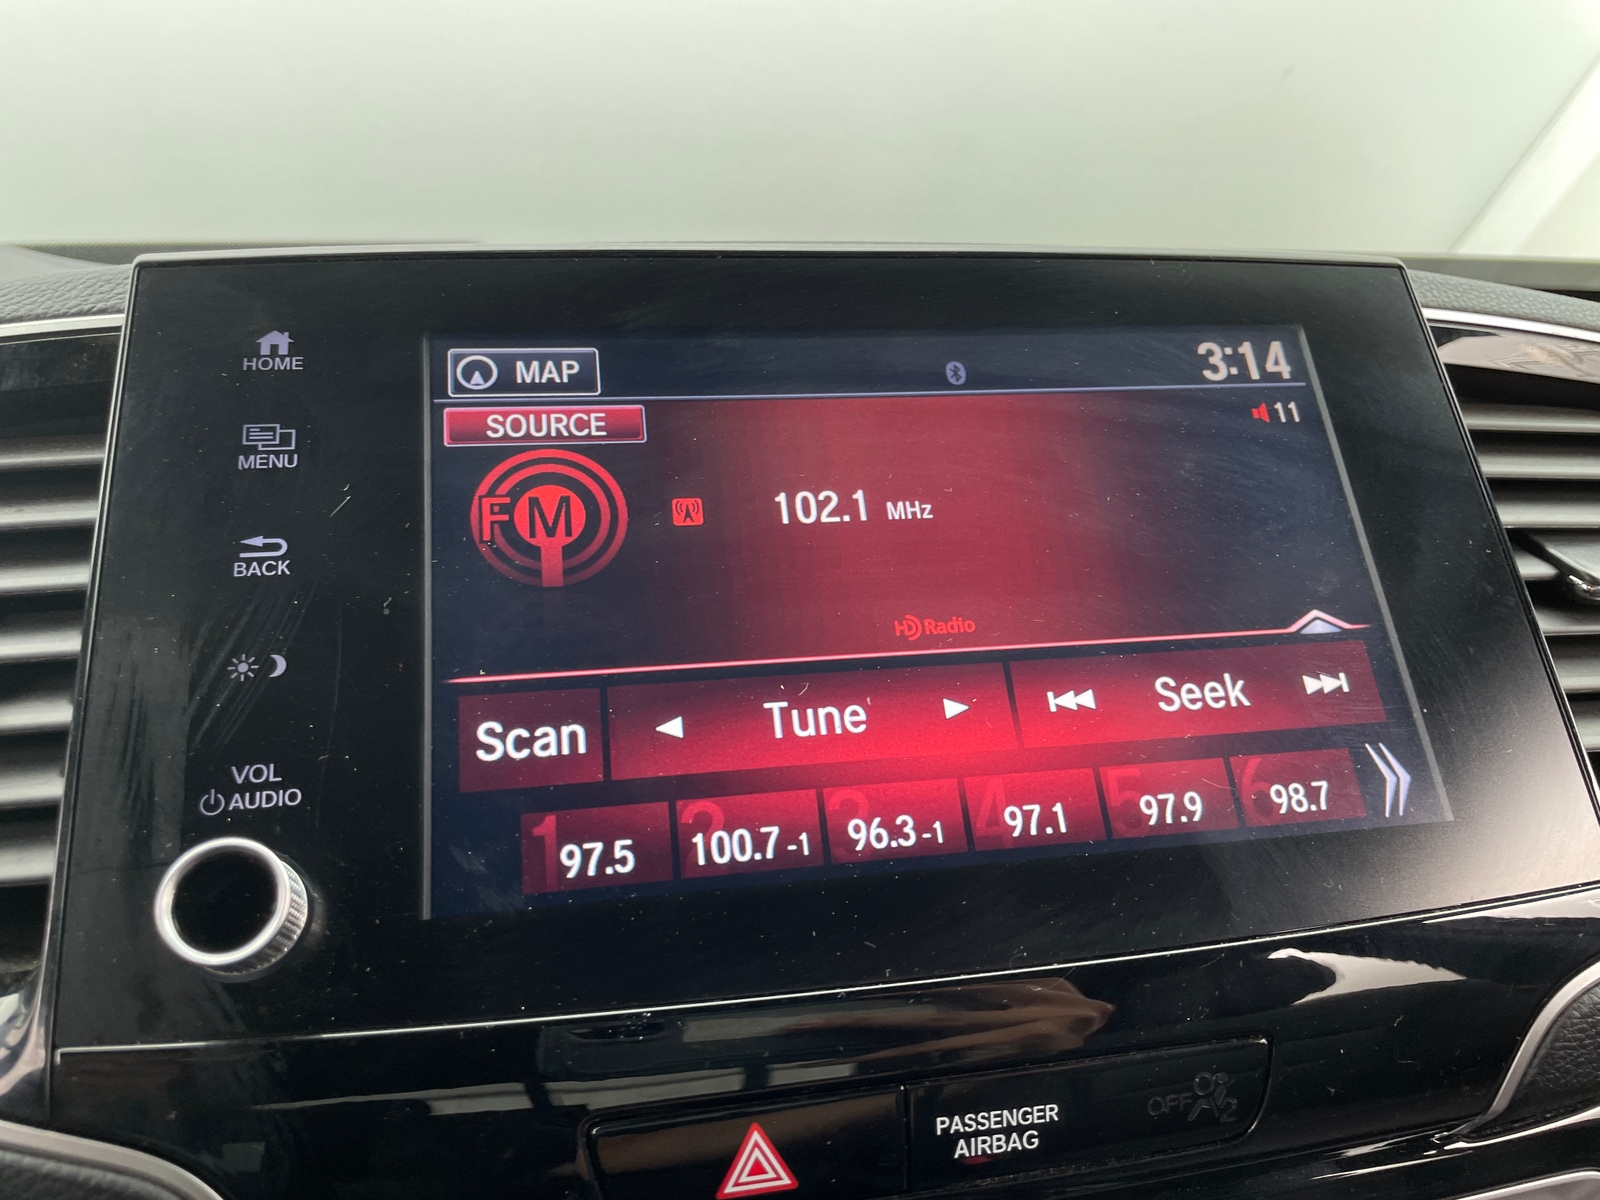 HOME
MENU
BACK
VOL
AUDIO
MAP
3:14
SOURCE
11
FM
102.1 MHz
HD Radio
Scan
Tune
Seek
1 97.5
2 100.7-1
3 96.3-1
4 97.1
5 97.9
6 98.7
PASSENGER
AIRBAG
OFF
2